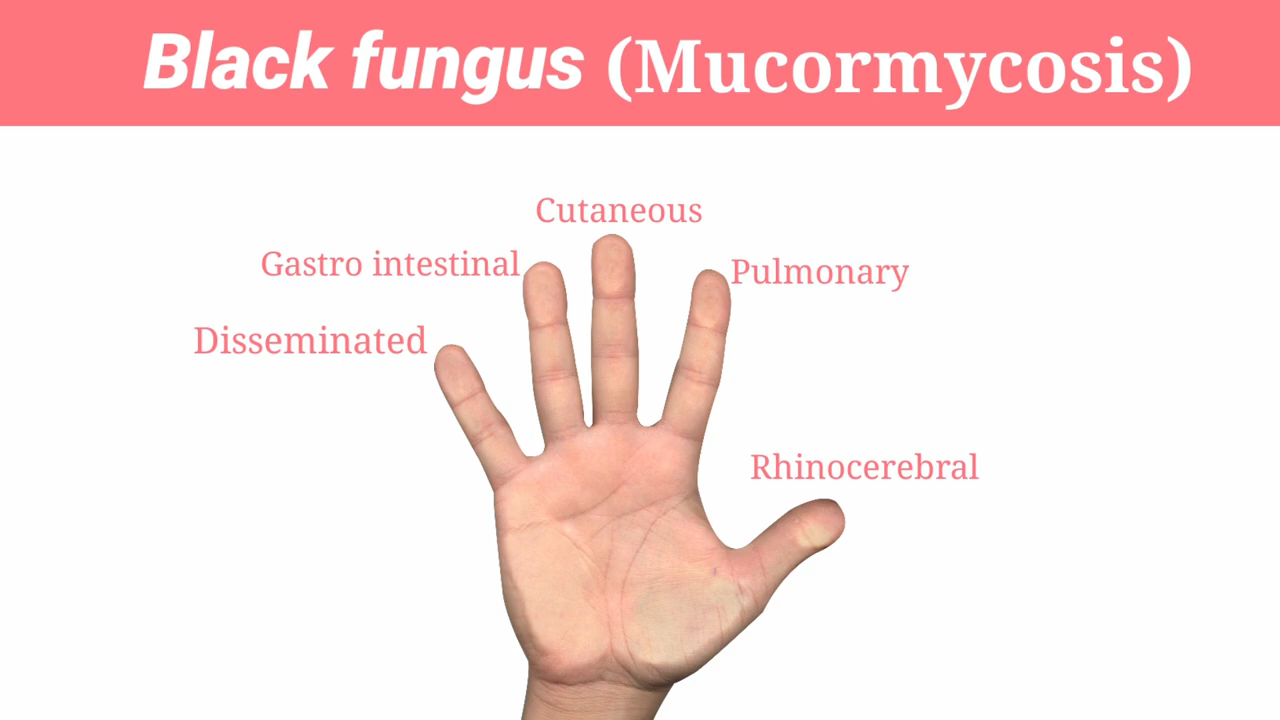 Black fungus (Mucormycosis)
Cutaneous
Gastro intestinal
Pulmonary
Disseminated
Rhinocerebral